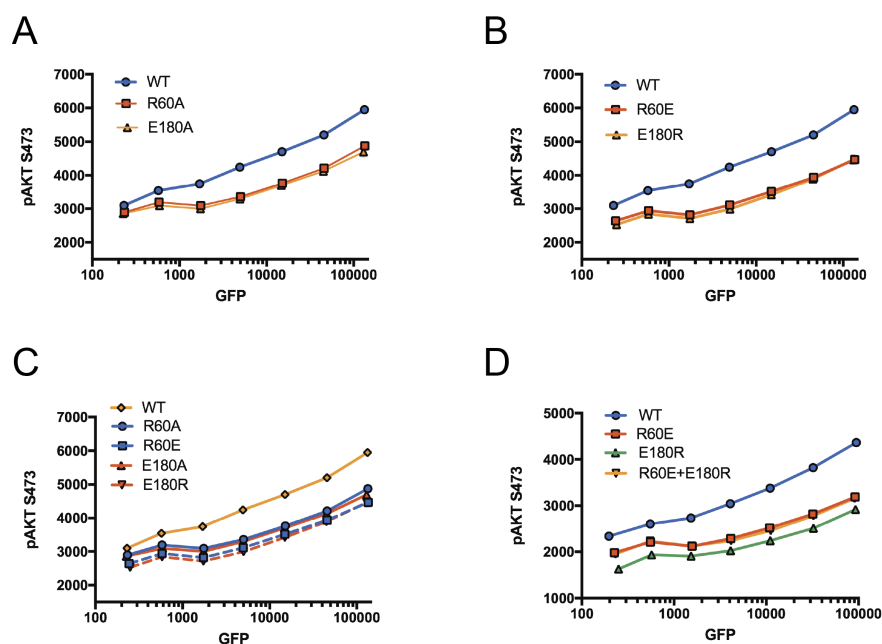 A
pAKT S473
7000
6000
5000
4000
3000
2000
WT
R60A
E180A
100 1000 10000 100000
GFP
B
pAKT S473
7000
6000
5000
4000
3000
2000
WT
R60E
E180R
100 1000 10000 100000
GFP
C
pAKT S473
7000
6000
5000
4000
3000
2000
WT
R60A
R60E
E180A
E180R
100 1000 10000 100000
GFP
D
pAKT S473
5000
4000
3000
2000
1000
WT
R60E
E180R
R60E+E180R
100 1000 10000 100000
GFP